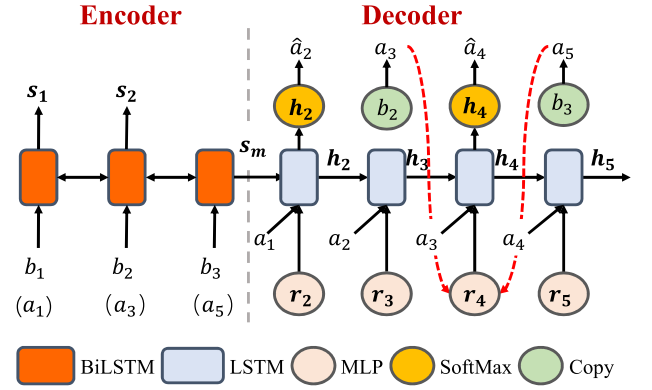 Encoder Decoder
â₂ a₃ â₄ a₅
s₁ s₂ h₂ b₂ h₄ b₃
sₘ h₂ h₃ h₄ h₅
a₁ a₂ a₃ a₄
b₁ b₂ b₃
(a₁) (a₃) (a₅) r₂ r₃ r₄ r₅
BiLSTM LSTM MLP SoftMax Copy